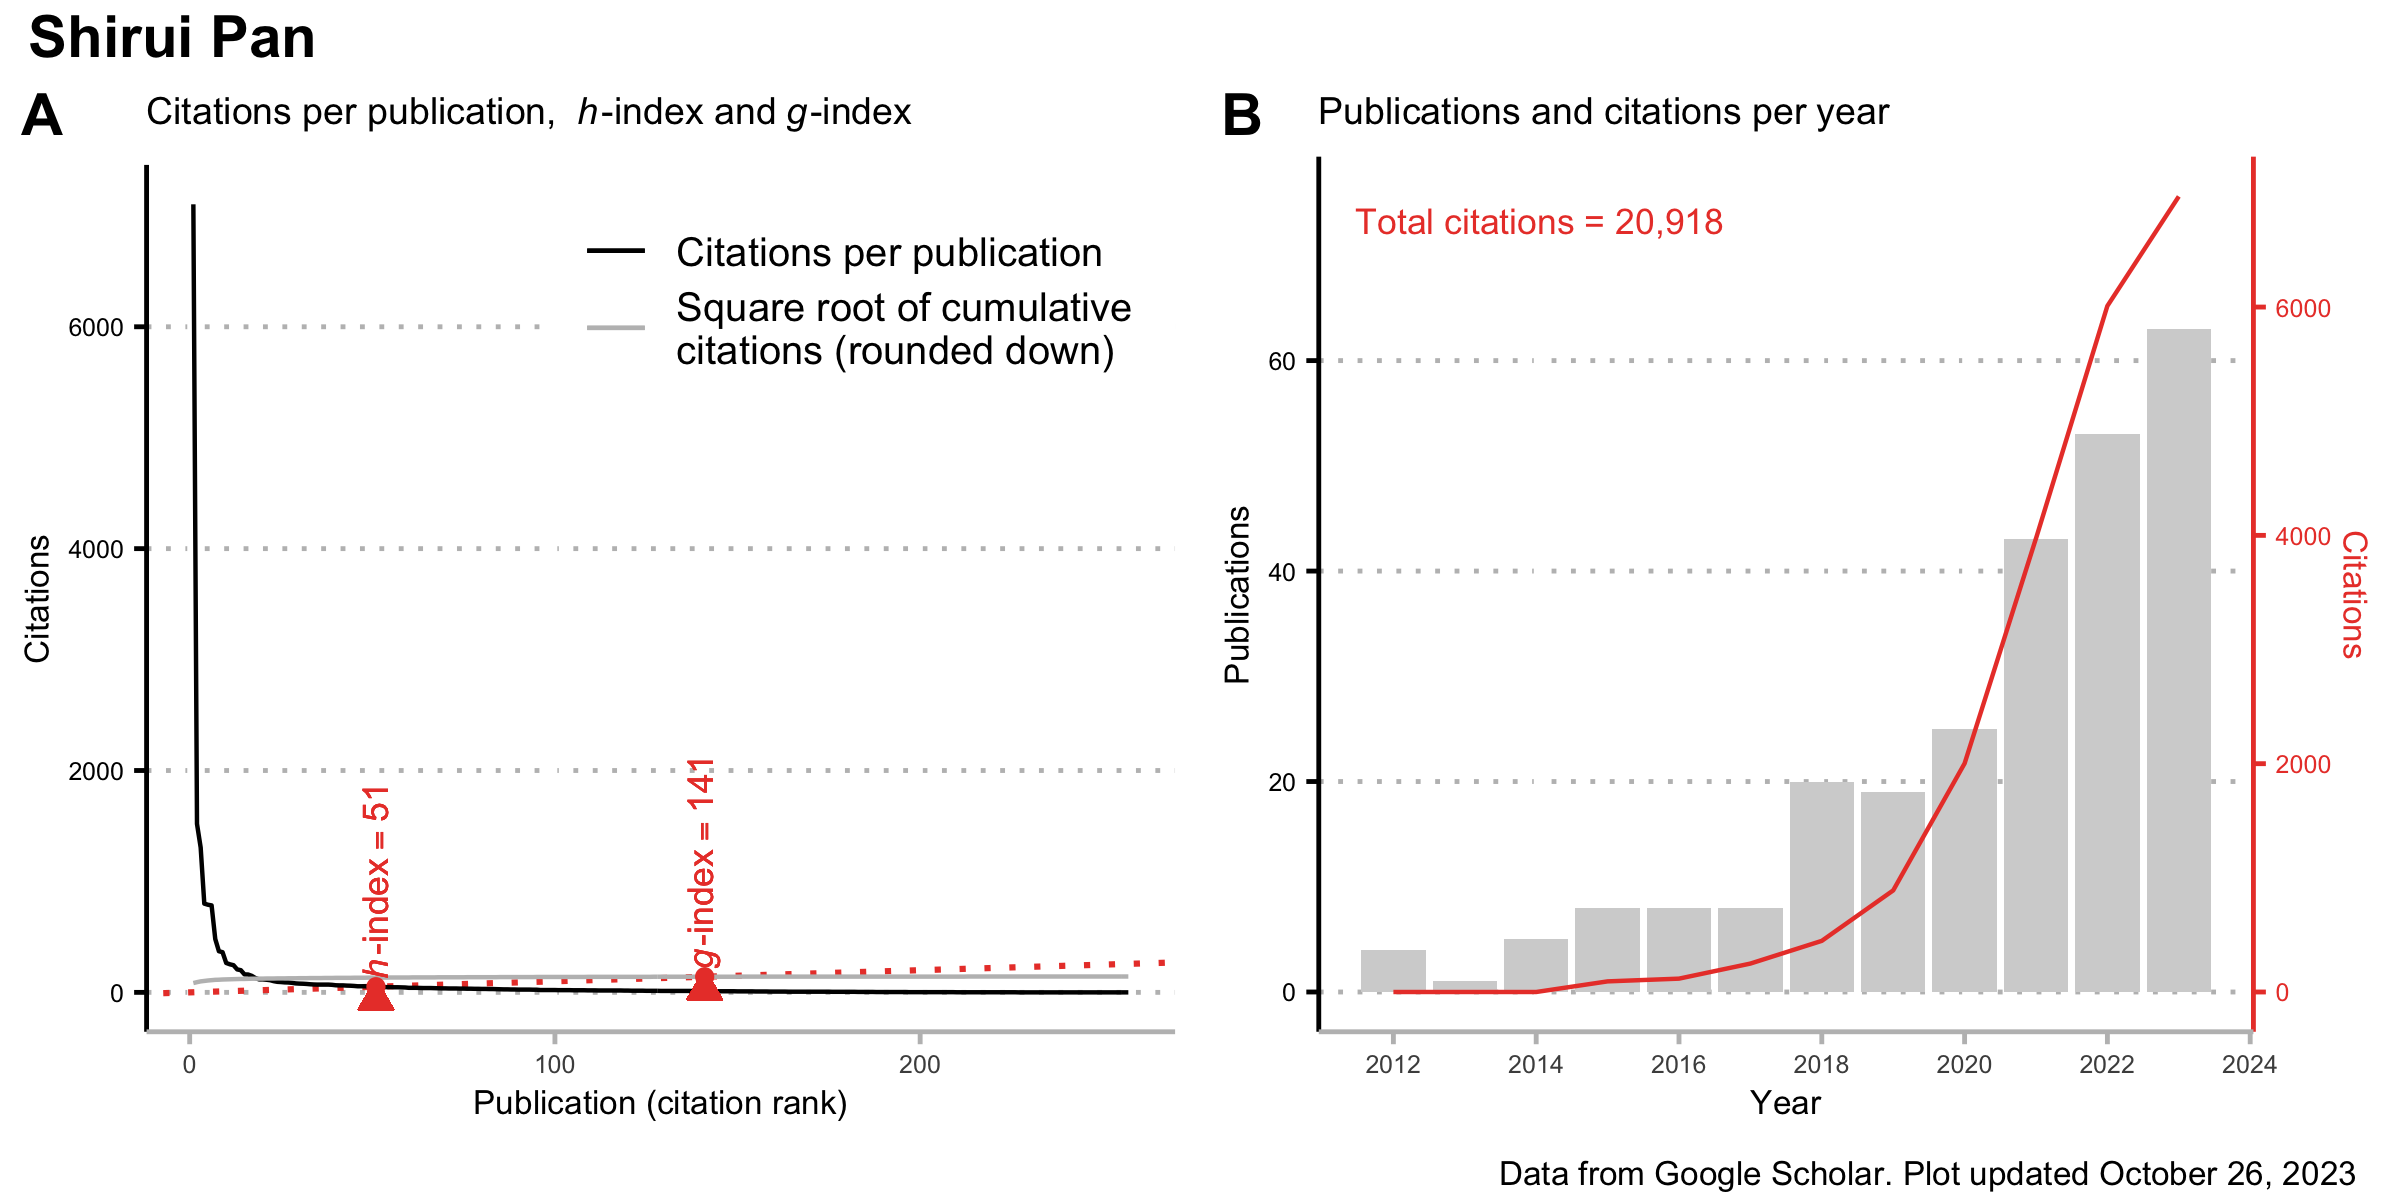 Shirui Pan
A
Citations per publication, h-index and g-index
Citations per publication
Square root of cumulative
citations (rounded down)
6000
4000
2000
0
Citations
h-index = 51
g-index = 141
0 100 200
Publication (citation rank)
B
Publications and citations per year
Total citations = 20,918
60
40
20
0
Publications
6000
4000
2000
0
Citations
2012 2014 2016 2018 2020 2022 2024
Year
Data from Google Scholar. Plot updated October 26, 2023